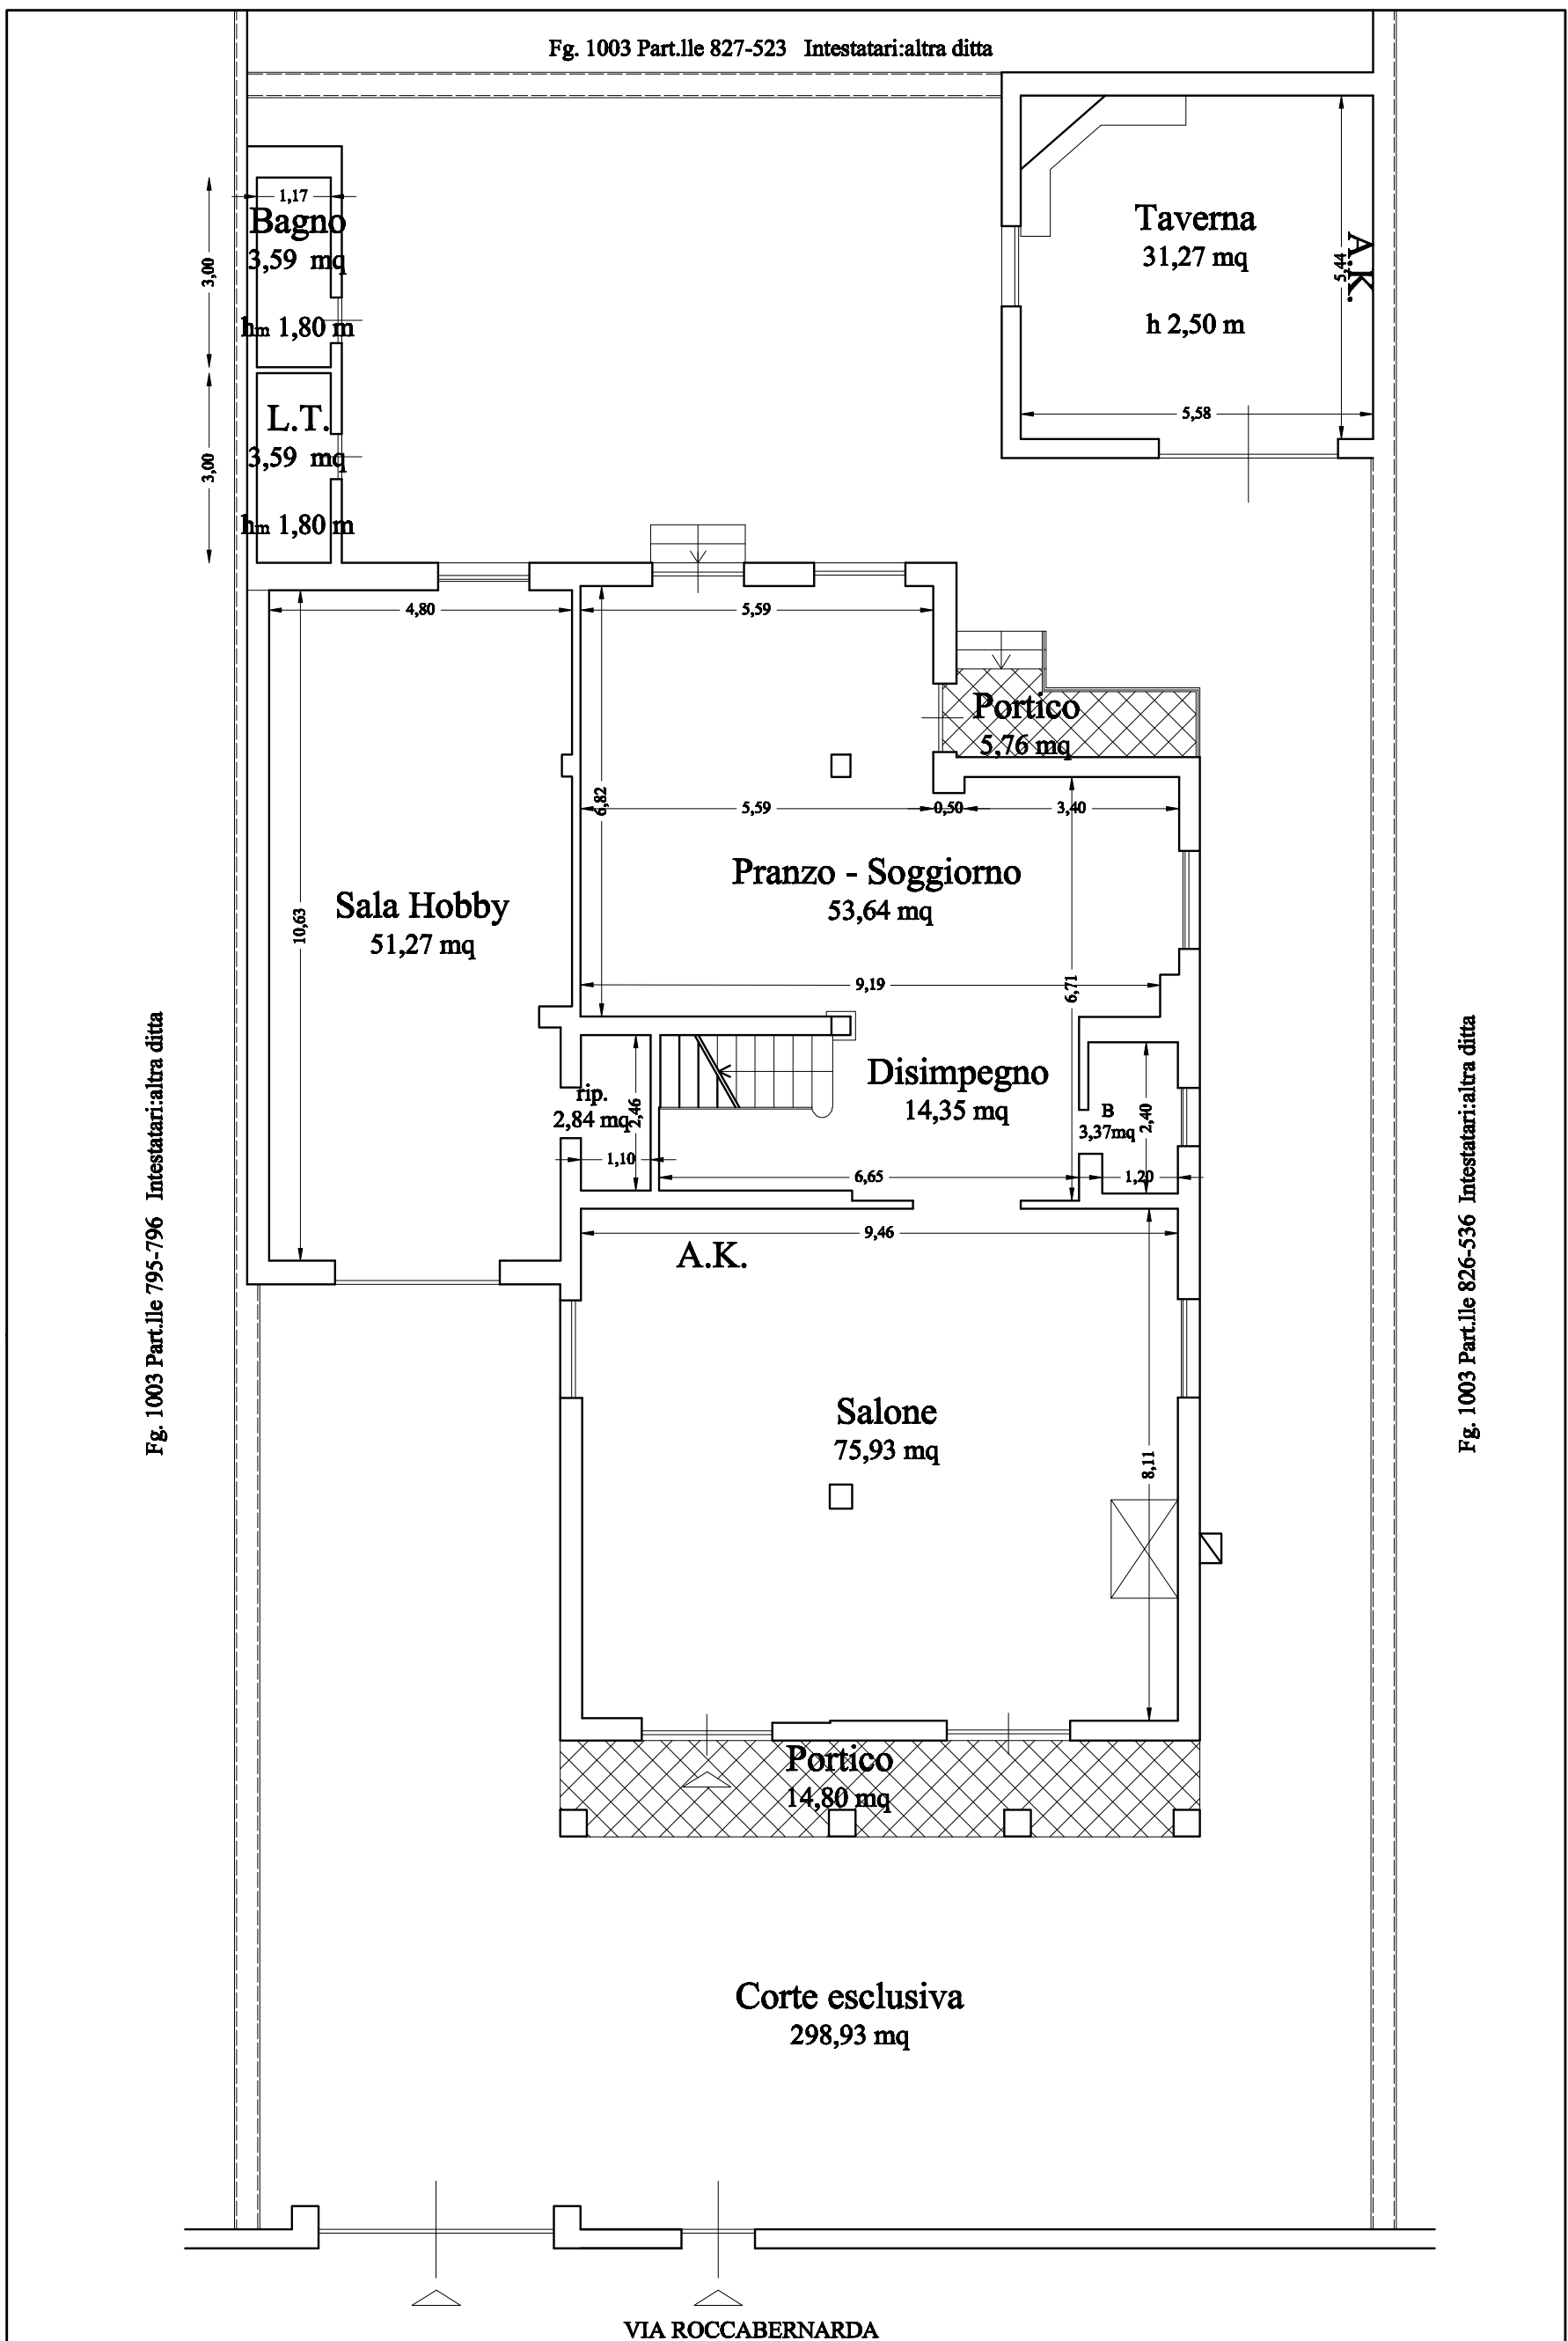 Fg. 1003 Part.lle 827-523   Intestatari:altra ditta
1,17
Bagno
3,59  mq
hm 1,80 m
3,00
Taverna
31,27 mq
h 2,50 m
A.K.
5,44
5,58
L.T.
3,59  mq
hm 1,80 m
3,00
4,80
5,59
Portico
5,76 mq
6,82
5,59
0,50
3,40
Pranzo - Soggiorno
53,64 mq
Sala Hobby
51,27 mq
10,63
9,19
6,71
Disimpegno
14,35 mq
rip.
2,84 mq
2,46
1,10
B
3,37mq
2,40
1,20
6,65
9,46
A.K.
Fg. 1003 Part.lle 795-796   Intestatari:altra ditta
Fg. 1003 Part.lle 826-536  Intestatari:altra ditta
Salone
75,93 mq
8,11
Portico
14,80 mq
Corte esclusiva
298,93 mq
VIA ROCCABERNARDA